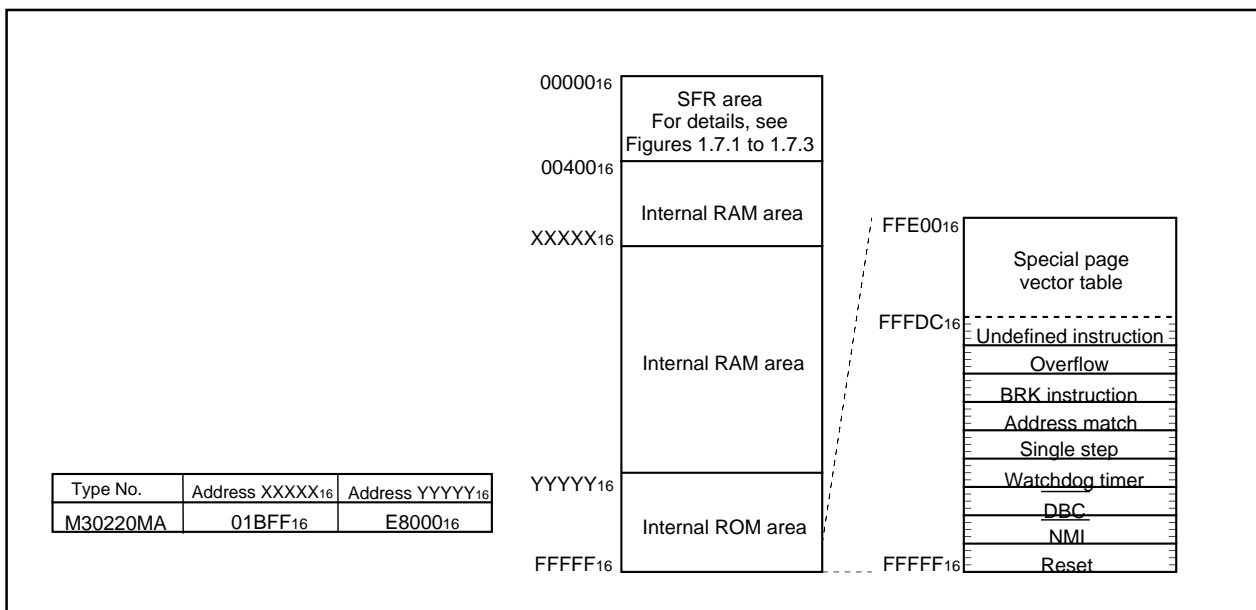 00000₁₆
SFR area
For details, see
Figures 1.7.1 to 1.7.3
00400₁₆
Internal RAM area
XXXXX₁₆
Internal RAM area
YYYYY₁₆
Internal ROM area
FFFFF₁₆
FFE00₁₆
Special page
vector table
FFFDC₁₆
Undefined instruction
Overflow
BRK instruction
Address match
Single step
Watchdog timer
DBC
NMI
Reset
FFFFF₁₆
Type No. Address XXXXX₁₆ Address YYYYY₁₆
M30220MA 01BFF₁₆ E8000₁₆